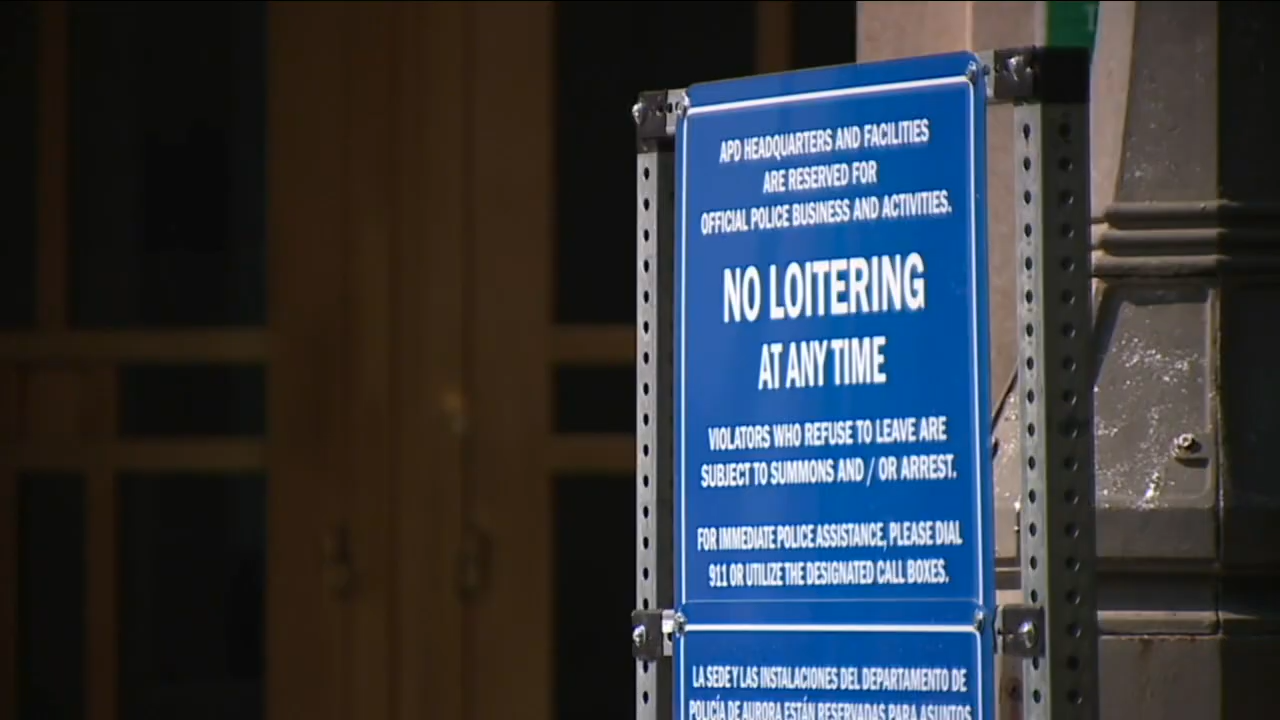 APD HEADQUARTERS AND FACILITIES
ARE RESERVED FOR
OFFICIAL POLICE BUSINESS AND ACTIVITIES.
NO LOITERING
AT ANY TIME
VIOLATORS WHO REFUSE TO LEAVE ARE
SUBJECT TO SUMMONS AND / OR ARREST.
FOR IMMEDIATE POLICE ASSISTANCE, PLEASE DIAL
911 OR UTILIZE THE DESIGNATED CALL BOXES.
LA SEDE Y LAS INSTALACIONES DEL DEPARTAMENTO DE
POLICÍA DE AURORA ESTÁN RESERVADAS PARA ASUNTOS